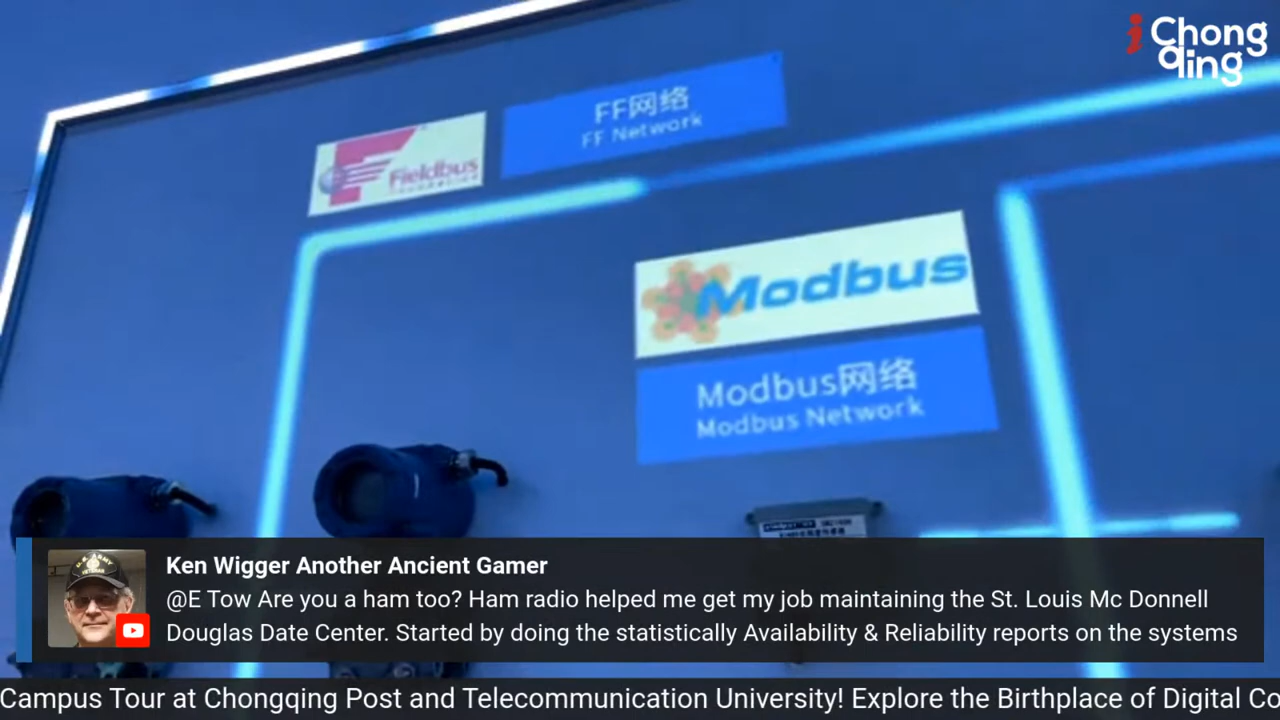 i Chong
qing
FF网络
FF Network
Fieldbus
Modbus
Modbus网络
Modbus Network
Ken Wigger Another Ancient Gamer
@E Tow Are you a ham too? Ham radio helped me get my job maintaining the St. Louis Mc Donnell
Douglas Date Center. Started by doing the statistically Availability & Reliability reports on the systems
Campus Tour at Chongqing Post and Telecommunication University! Explore the Birthplace of Digital Co